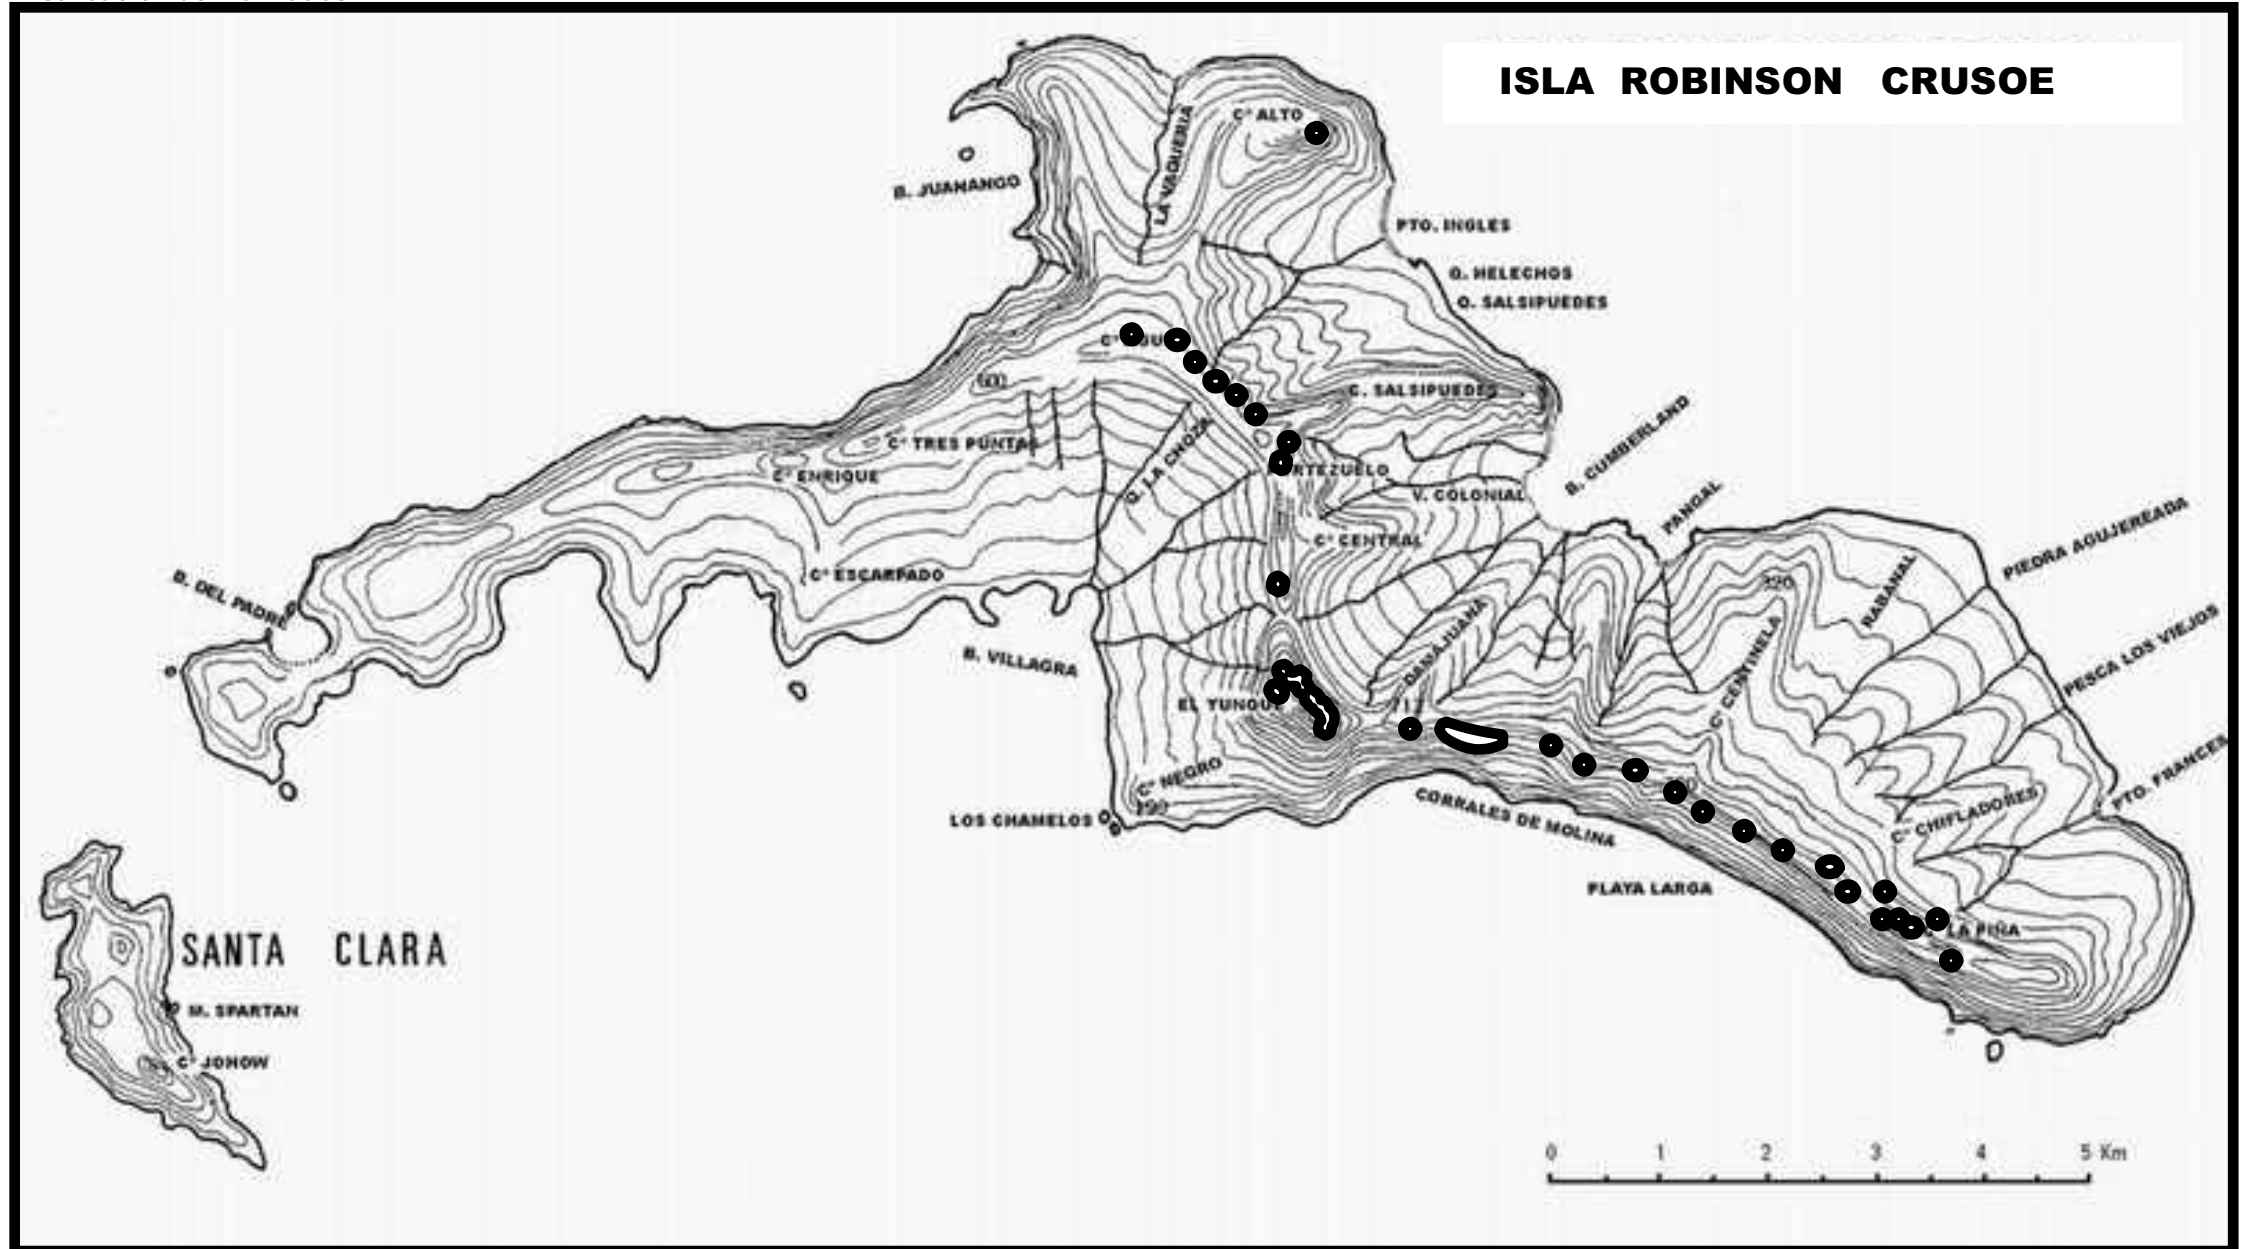 ISLA ROBINSON CRUSOE
Cº ALTO
LA VAQUERIA
B. JUANANGO
PTO. INGLES
Q. HELECHOS
Q. SALSIPUEDES
C. SALSIPUEDES
B. CUMBERLAND
Cº TRES PUNTAS
Cº ENRIQUE
Q. LA CHOZA
V. COLONIAL
PANGAL
Cº CENTRAL
PIEDRA AGUJEREADA
B. DEL PADRE
Cº ESCARPADO
320
RABANAL
DAMAJUANA
Cº CENTINELA
PESCA LOS VIEJOS
B. VILLAGRA
EL YUNQUE
PTO. FRANCES
Cº NEGRO
190
LOS CHAMELOS
CORRALES DE MOLINA
Cº CHIFLADORES
PLAYA LARGA
LA PIÑA
SANTA CLARA
M. SPARTAN
Cº JOHOW
0 1 2 3 4 5 Km